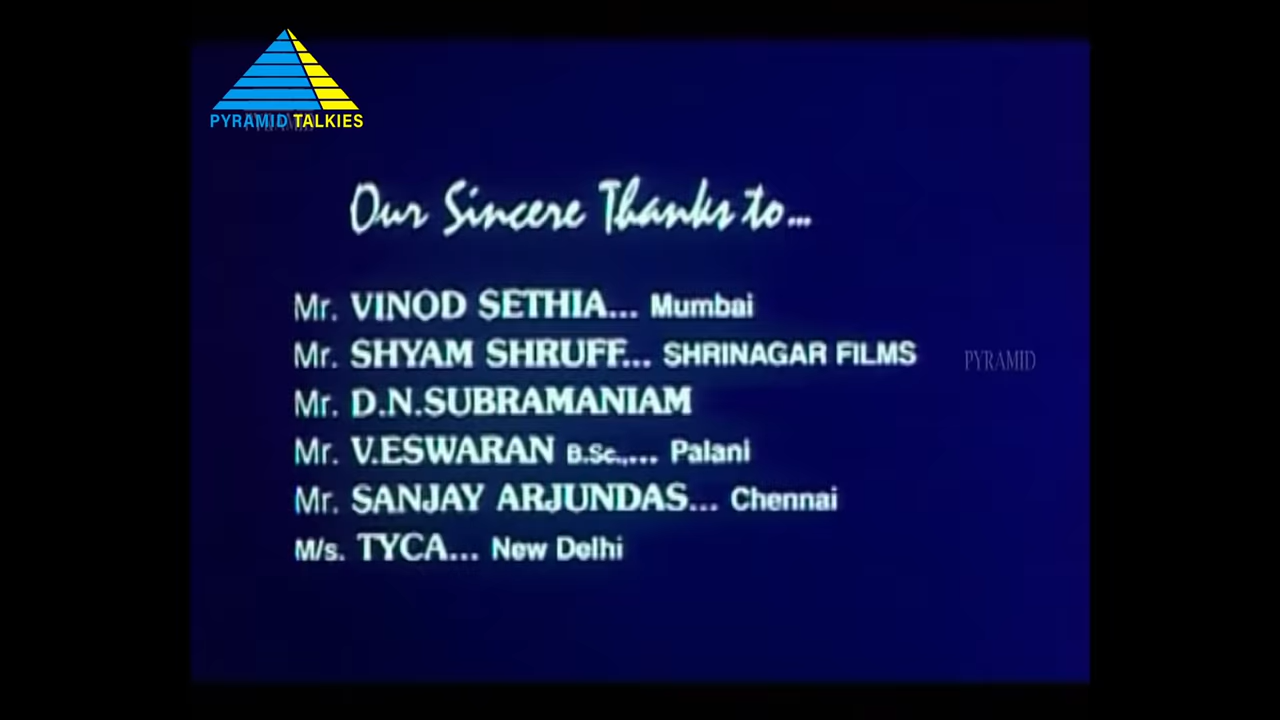 PYRAMID TALKIES
Our Sincere Thanks to...
Mr. VINOD SETHIA... Mumbai
Mr. SHYAM SHRUFF... SHRINAGAR FILMS
PYRAMID
Mr. D.N.SUBRAMANIAM
Mr. V.ESWARAN B.Sc.,... Palani
Mr. SANJAY ARJUNDAS... Chennai
M/s. TYCA... New Delhi